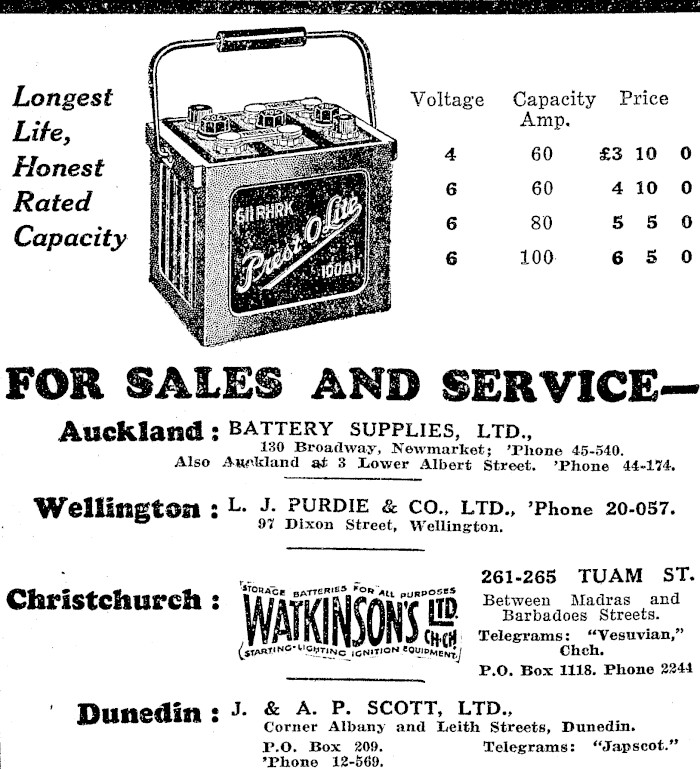 Longest
Life,
Honest
Rated
Capacity
611RHRK
Prest-O-Lite
100AH
Voltage Capacity Price
Amp.
4 60 £3 10 0
6 60 4 10 0
6 80 5 5 0
6 100 6 5 0
FOR SALES AND SERVICE—
Auckland: BATTERY SUPPLIES, LTD.,
130 Broadway, Newmarket; 'Phone 45-540.
Also Auckland at 3 Lower Albert Street. 'Phone 44-174.
Wellington: L. J. PURDIE & CO., LTD., 'Phone 20-057.
97 Dixon Street, Wellington.
Christchurch:
STORAGE BATTERIES FOR ALL PURPOSES
WATKINSON'S LTD. CH-CH.
STARTING-LIGHTING IGNITION EQUIPMENT.
261-265 TUAM ST.
Between Madras and
Barbadoes Streets.
Telegrams: "Vesuvian,"
Chch.
P.O. Box 1118. Phone 2244
Dunedin: J. & A. P. SCOTT, LTD.,
Corner Albany and Leith Streets, Dunedin.
P.O. Box 209. Telegrams: "Japscot."
'Phone 12-569.